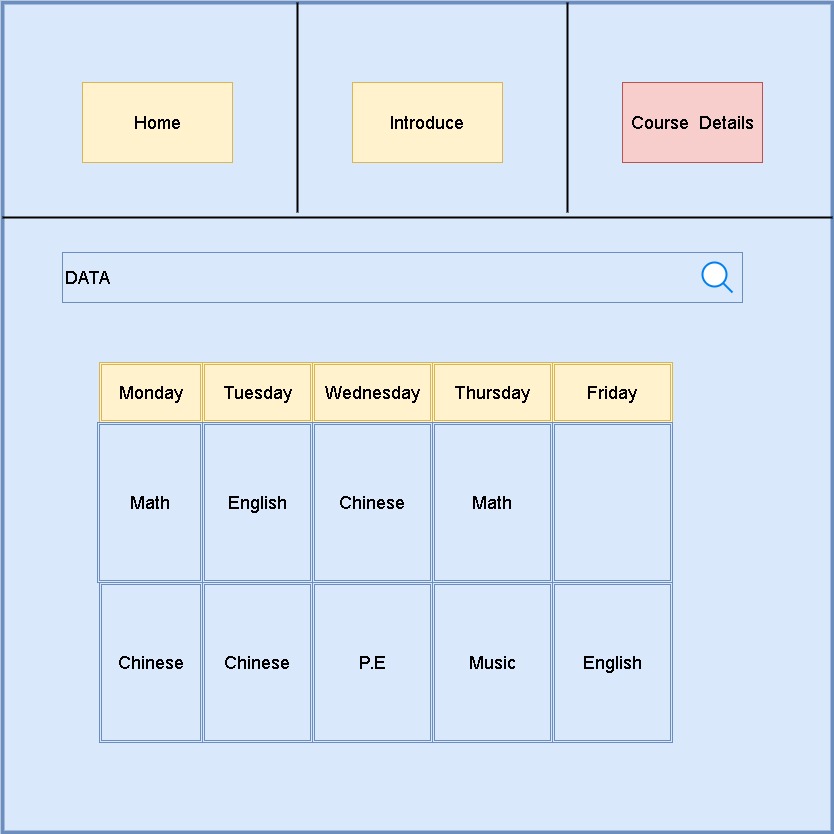 Home
Introduce
Course Details
DATA
Monday Tuesday Wednesday Thursday Friday
Math English Chinese Math
Chinese Chinese P.E Music English